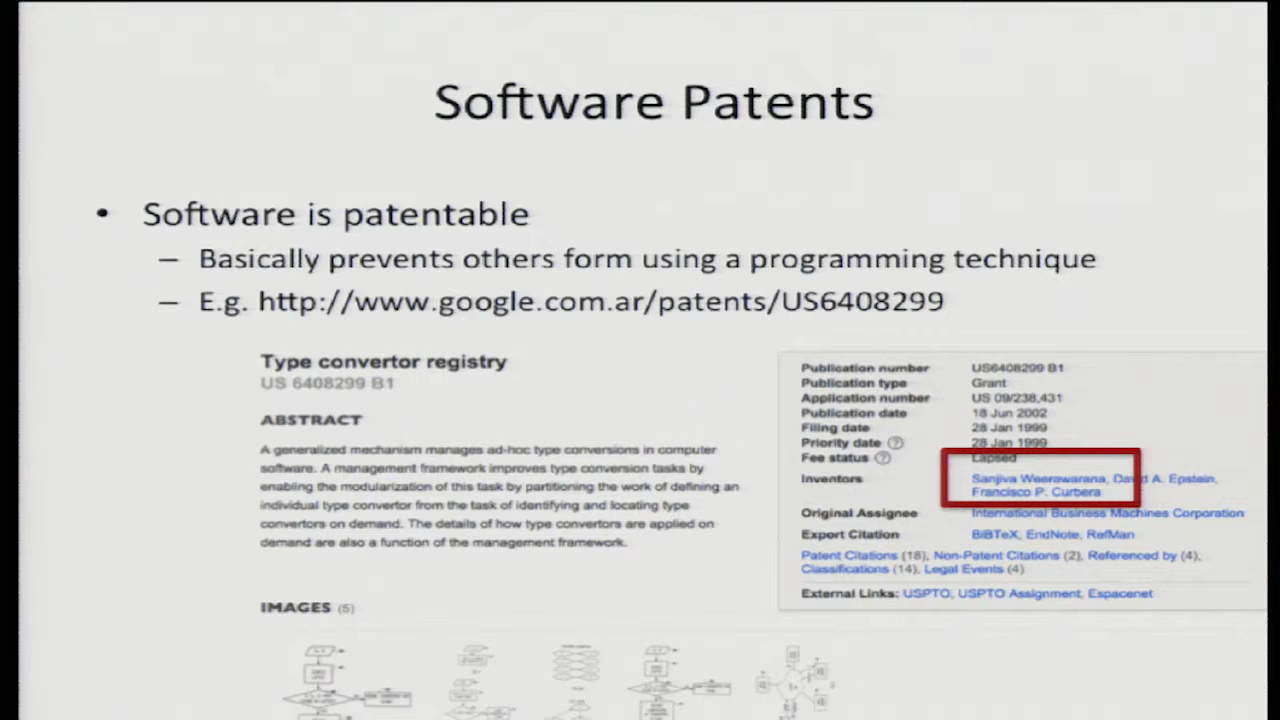 Software Patents
• Software is patentable
– Basically prevents others form using a programming technique
– E.g. http://www.google.com.ar/patents/US6408299
Type convertor registry
US 6408299 B1
ABSTRACT
A generalized mechanism manages ad-hoc type conversions in computer
software. A management framework improves type conversion tasks by
enabling the modularization of this task by partitioning the work of defining an
individual type convertor from the task of identifying and locating type
convertors on demand. The details of how type convertors are applied on
demand are also a function of the management framework.
IMAGES (5)
Publication number US6408299 B1
Publication type Grant
Application number US 09/238,431
Publication date 18 Jun 2002
Filing date 28 Jan 1999
Priority date ? 28 Jan 1999
Fee status ? Lapsed
Inventors Sanjiva Weerawarana, David A. Epstein,
Francisco P. Curbera
Original Assignee International Business Machines Corporation
Export Citation BiBTeX, EndNote, RefMan
Patent Citations (18), Non-Patent Citations (2), Referenced by (4),
Classifications (14), Legal Events (4)
External Links: USPTO, USPTO Assignment, Espacenet